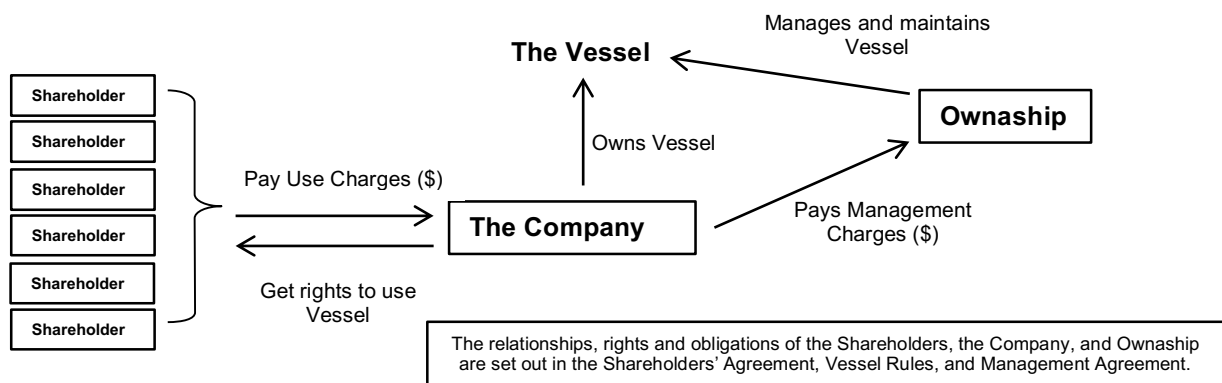 Manages and maintains
Vessel
The Vessel
Shareholder
Shareholder
Shareholder
Shareholder
Shareholder
Shareholder
Ownaship
Owns Vessel
Pay Use Charges ($)
The Company
Pays Management
Charges ($)
Get rights to use
Vessel
The relationships, rights and obligations of the Shareholders, the Company, and Ownaship
are set out in the Shareholders' Agreement, Vessel Rules, and Management Agreement.